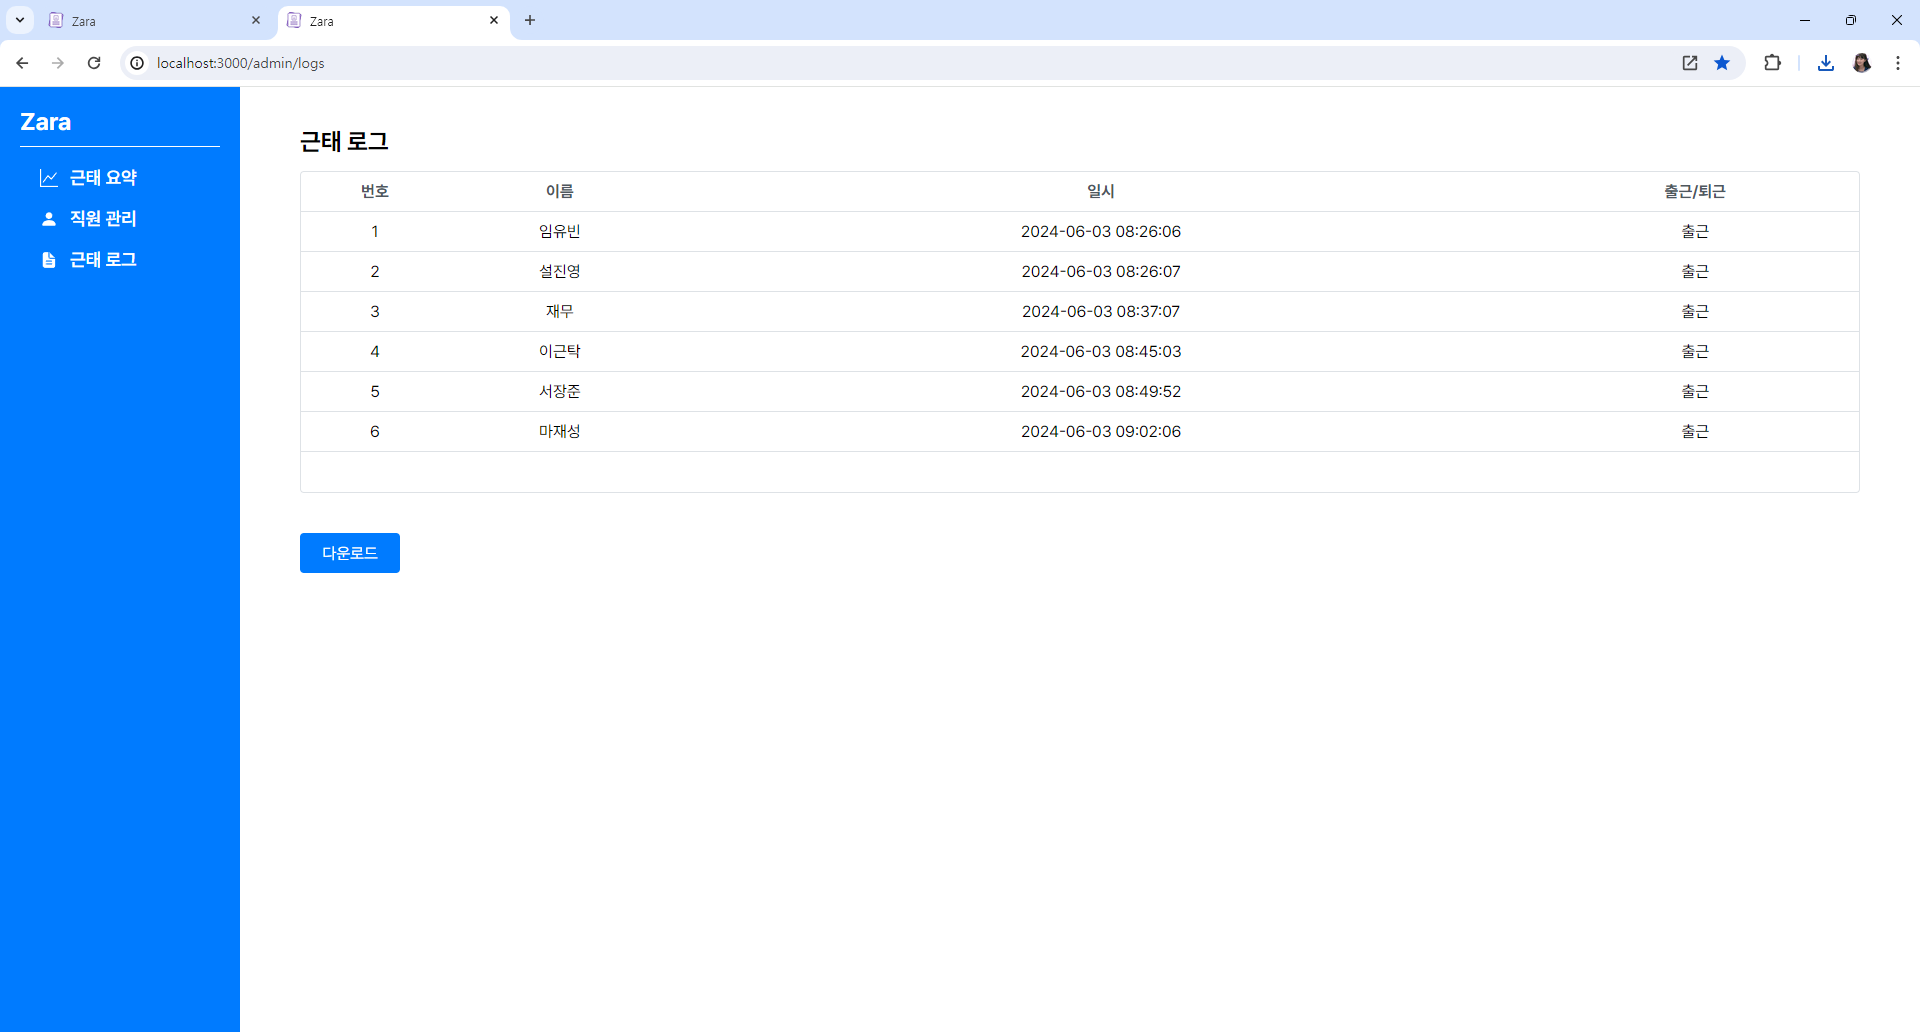 Zara
Zara
localhost:3000/admin/logs
Zara
근태 요약
직원 관리
근태 로그
근태 로그
번호 이름 일시 출근/퇴근
1 임유빈 2024-06-03 08:26:06 출근
2 설진영 2024-06-03 08:26:07 출근
3 재무 2024-06-03 08:37:07 출근
4 이근탁 2024-06-03 08:45:03 출근
5 서장준 2024-06-03 08:49:52 출근
6 마재성 2024-06-03 09:02:06 출근
다운로드